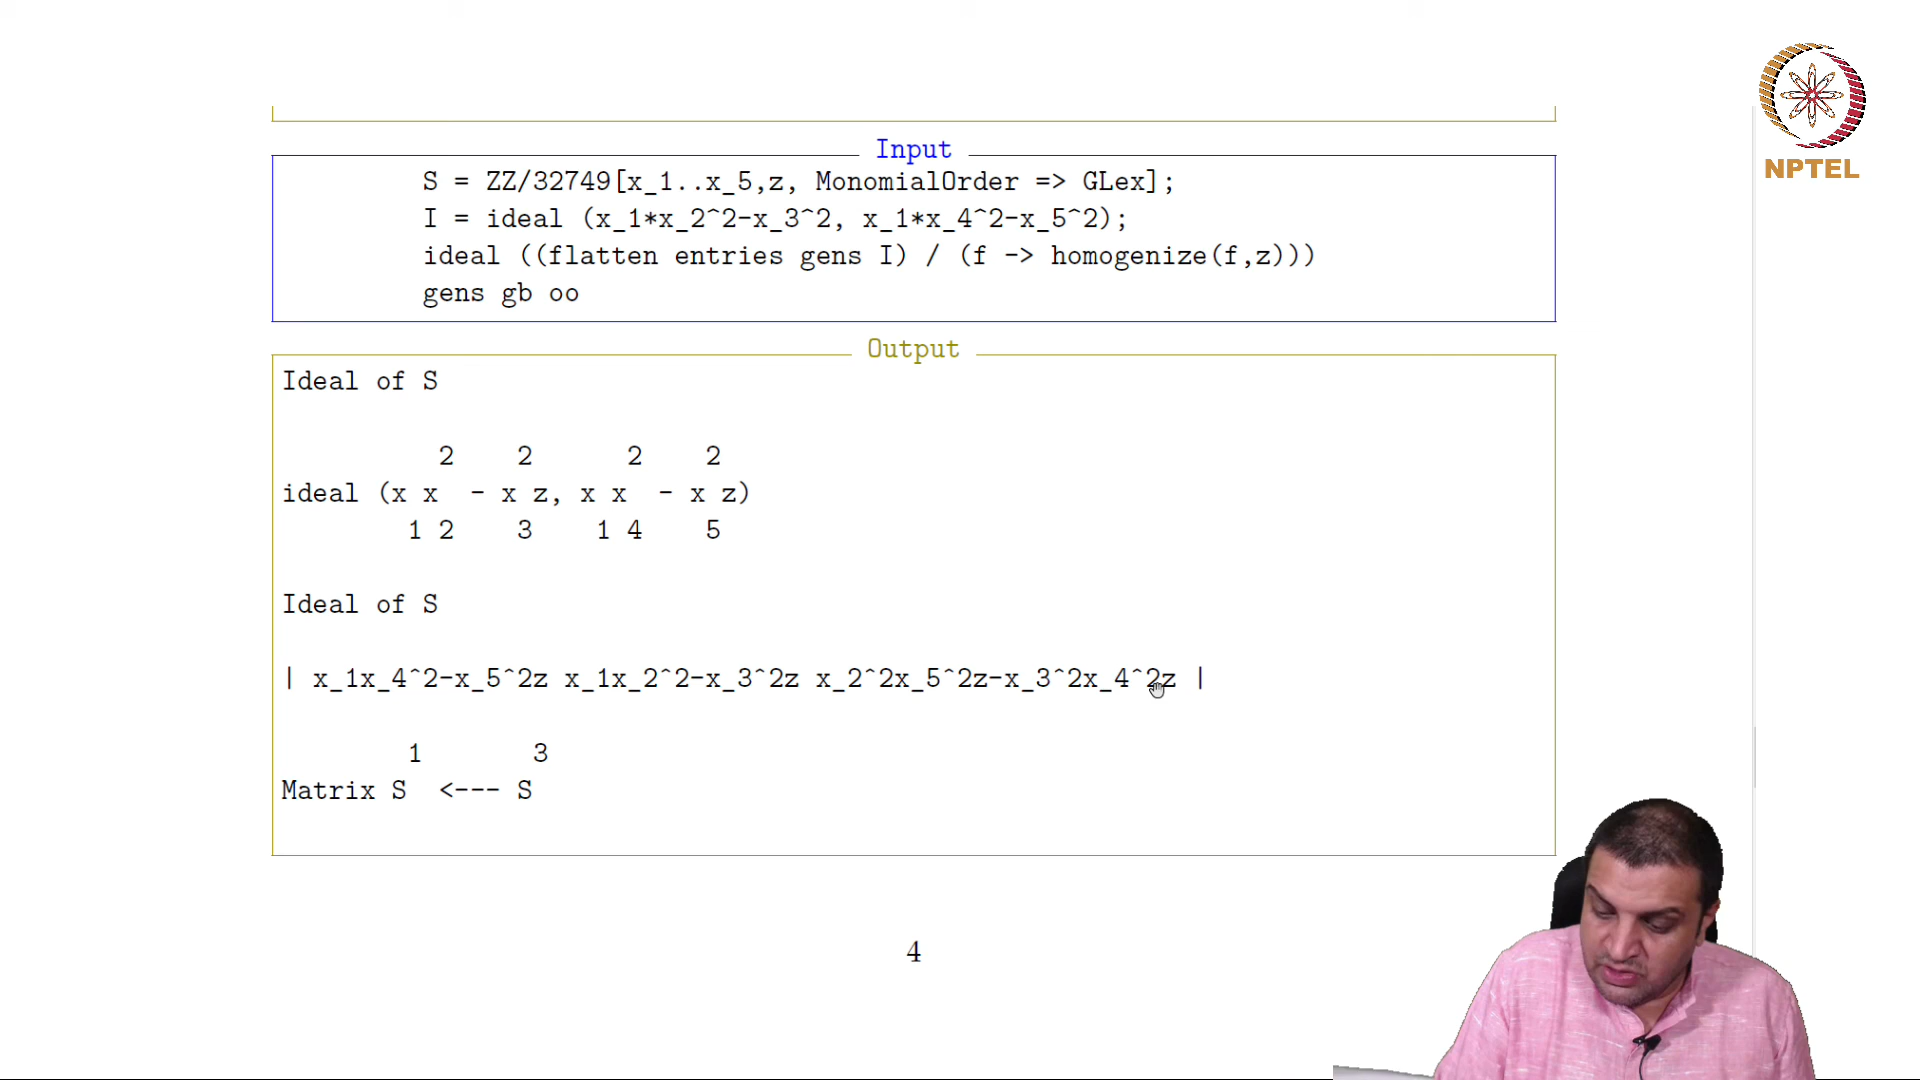 NPTEL
Input
S = ZZ/32749[x_1..x_5,z, MonomialOrder => GLex];
I = ideal (x_1*x_2^2-x_3^2, x_1*x_4^2-x_5^2);
ideal ((flatten entries gens I) / (f -> homogenize(f,z)))
gens gb oo
Output
Ideal of S
2 2 2 2
ideal (x x - x z, x x - x z)
1 2 3 1 4 5
Ideal of S
| x_1x_4^2-x_5^2z x_1x_2^2-x_3^2z x_2^2x_5^2z-x_3^2x_4^2z |
1 3
Matrix S <--- S
4